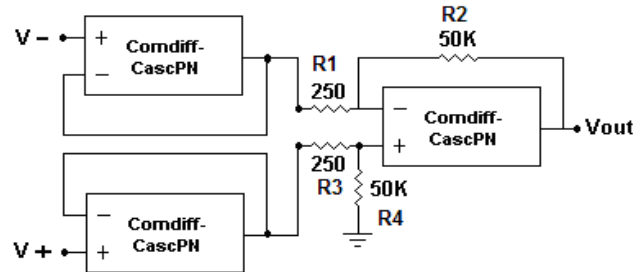 V -
+
-
Comdiff-
CascPN
R1
250
R2
50K
-
+
Comdiff-
CascPN
Vout
250
R3
50K
R4
-
+
Comdiff-
CascPN
V +